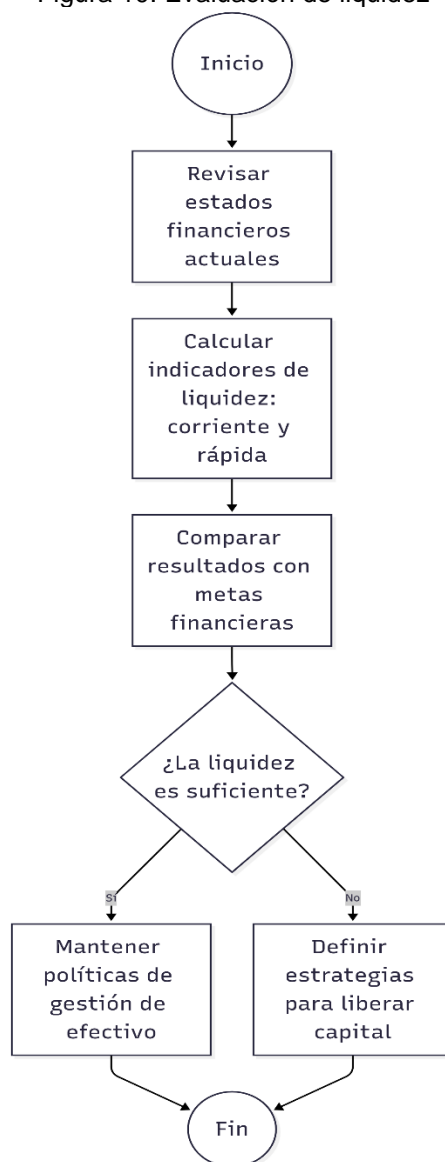 Figura 10. Evaluación de liquidez
Inicio
Revisar
estados
financieros
actuales
Calcular
indicadores de
liquidez:
corriente y
rápida
Comparar
resultados con
metas
financieras
¿La liquidez
es suficiente?
Sí
No
Mantener
políticas de
gestión de
efectivo
Definir
estrategias
para liberar
capital
Fin